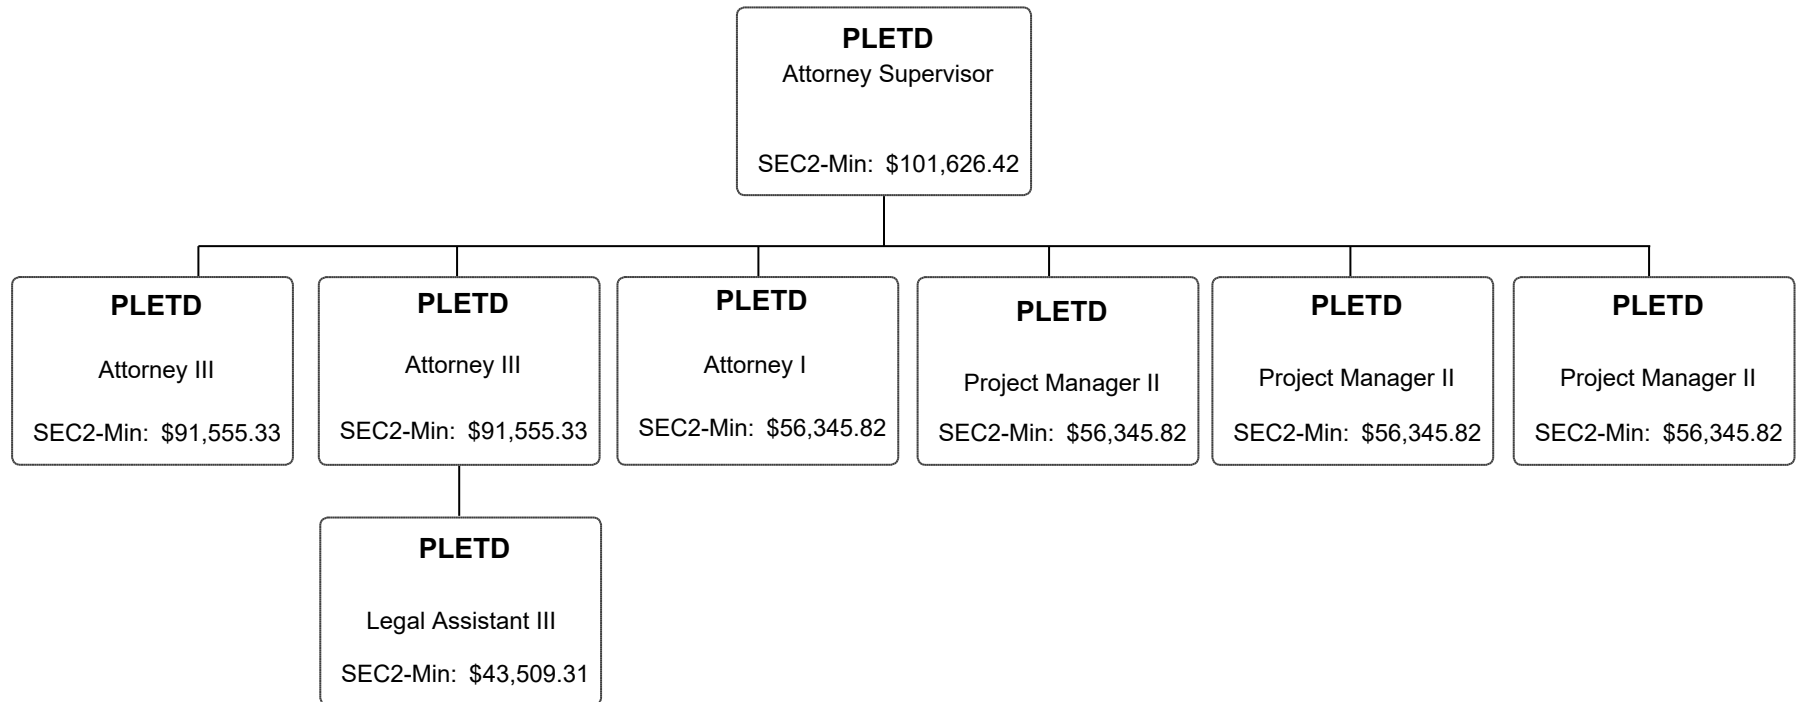 PLETD
Attorney Supervisor
SEC2-Min: $101,626.42
PLETD
Attorney III
SEC2-Min: $91,555.33
PLETD
Attorney III
SEC2-Min: $91,555.33
PLETD
Attorney I
SEC2-Min: $56,345.82
PLETD
Project Manager II
SEC2-Min: $56,345.82
PLETD
Project Manager II
SEC2-Min: $56,345.82
PLETD
Project Manager II
SEC2-Min: $56,345.82
PLETD
Legal Assistant III
SEC2-Min: $43,509.31